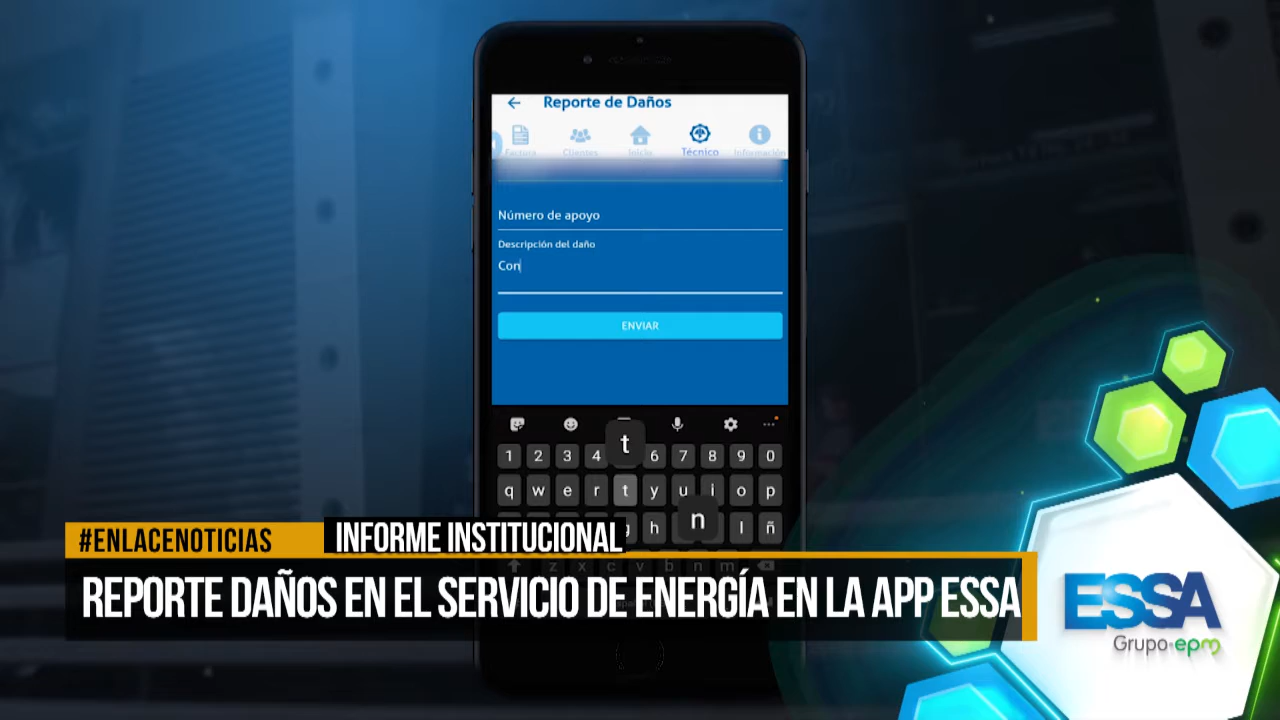 Reporte de Daños
Factura Clientes Inicio Técnico Información
Número de apoyo
Descripción del daño
Con
ENVIAR
t
1 2 3 4 6 7 8 9 0
q w e r t y u i o p
n
g h l ñ
z x c v b n m
#ENLACENOTICIAS
INFORME INSTITUCIONAL
REPORTE DAÑOS EN EL SERVICIO DE ENERGÍA EN LA APP ESSA
ESSA
Grupo epm